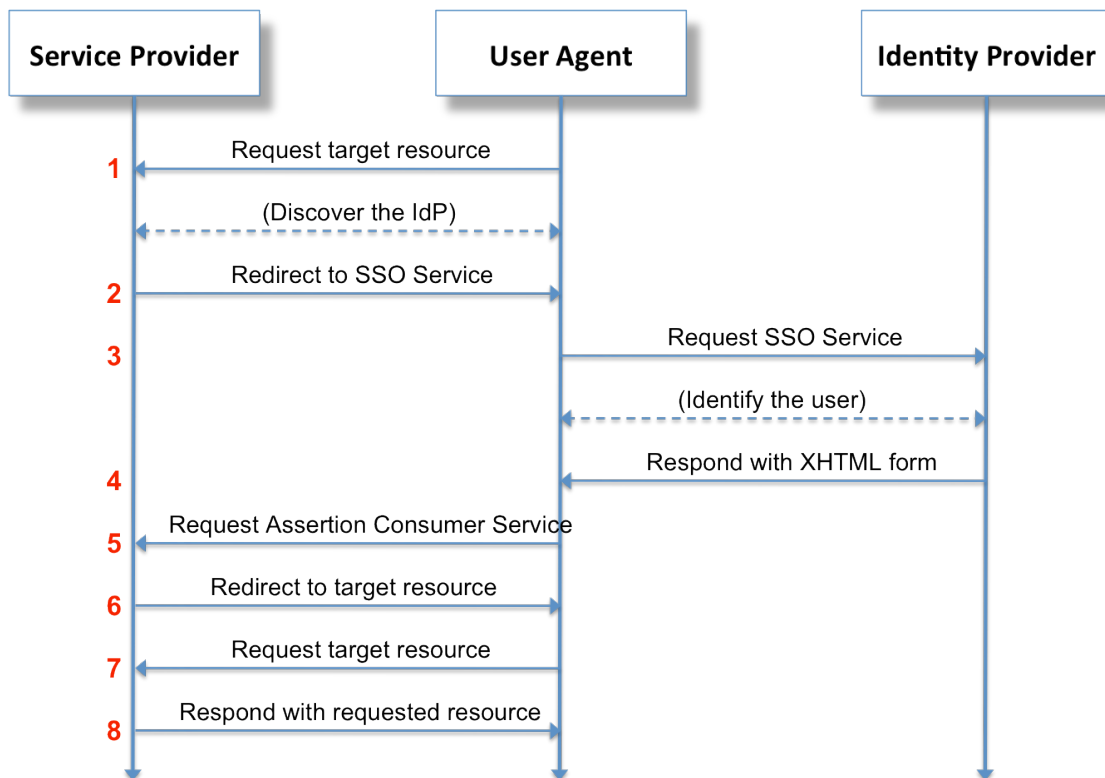 Service Provider
User Agent
Identity Provider
1
Request target resource
(Discover the IdP)
2
Redirect to SSO Service
3
Request SSO Service
(Identify the user)
4
Respond with XHTML form
5
Request Assertion Consumer Service
6
Redirect to target resource
7
Request target resource
8
Respond with requested resource